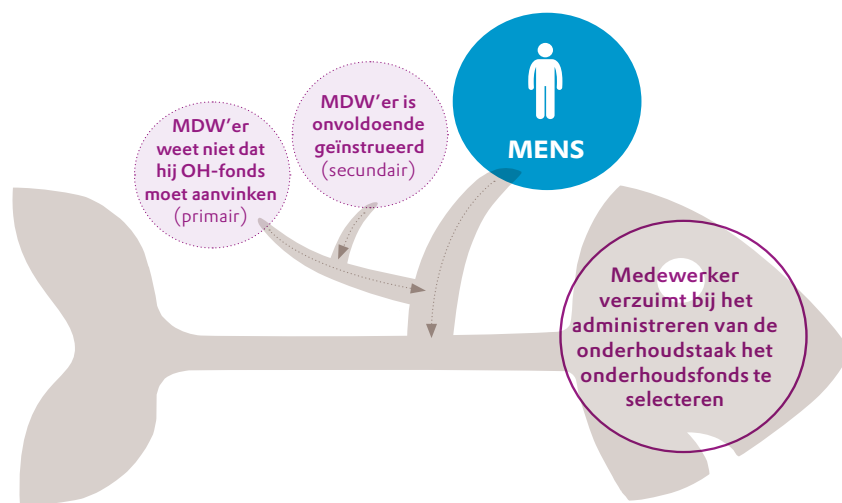 MDW'er
weet niet dat
hij OH-fonds
moet aanvinken
(primair)
MDW'er is
onvoldoende
geïnstrueerd
(secundair)
MENS
Medewerker
verzuimt bij het
administreren van de
onderhoudstaak het
onderhoudsfonds te
selecteren